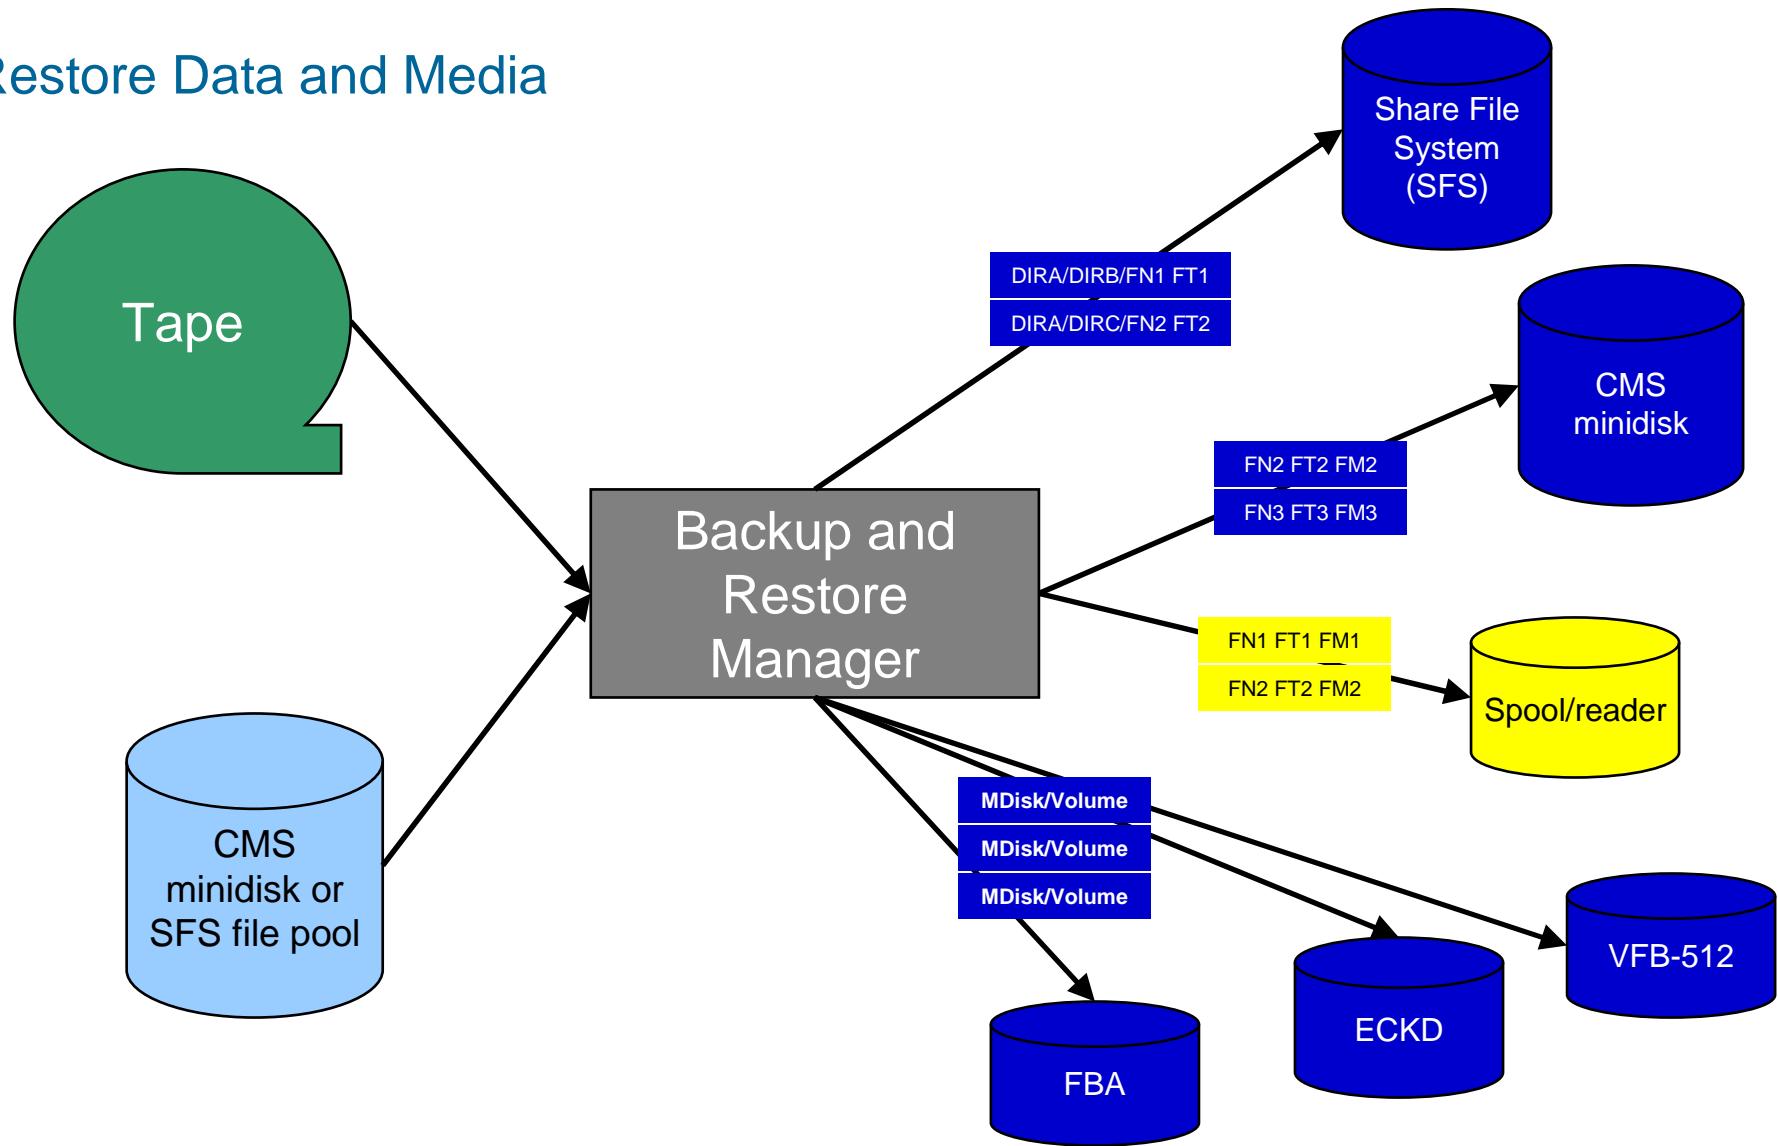 Restore Data and Media
Share File
System
(SFS)
DIRA/DIRB/FN1 FT1
DIRA/DIRC/FN2 FT2
Tape
CMS
minidisk
FN2 FT2 FM2
FN3 FT3 FM3
Backup and
Restore
Manager
FN1 FT1 FM1
FN2 FT2 FM2
Spool/reader
MDisk/Volume
MDisk/Volume
MDisk/Volume
CMS
minidisk or
SFS file pool
VFB-512
ECKD
FBA